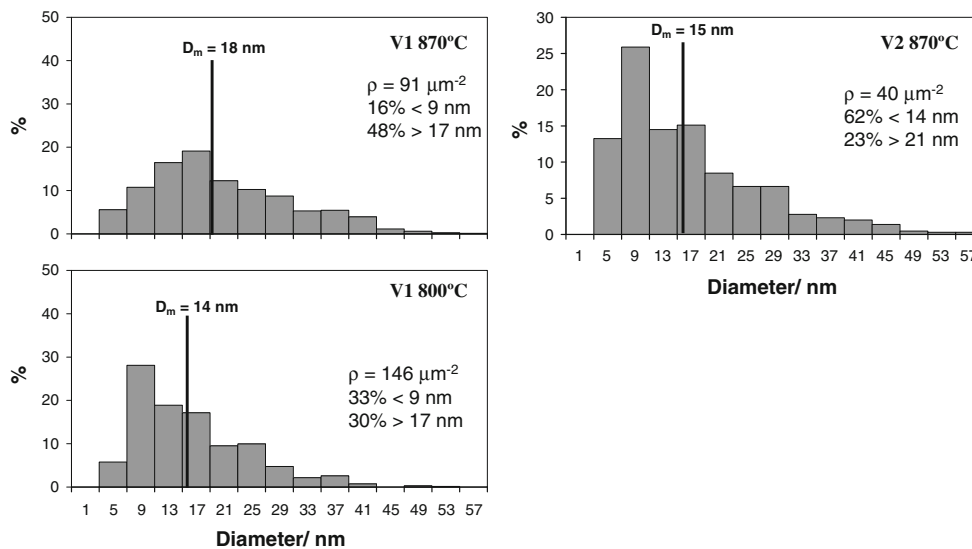 50
40
30
20
10
0
%
D_m = 18 nm
V1 870ºC
ρ = 91 μm⁻²
16% < 9 nm
48% > 17 nm
30
25
20
15
10
5
0
%
D_m = 15 nm
V2 870ºC
ρ = 40 μm⁻²
62% < 14 nm
23% > 21 nm
1 5 9 13 17 21 25 29 33 37 41 45 49 53 57
Diameter/ nm
50
40
30
20
10
0
%
D_m = 14 nm
V1 800ºC
ρ = 146 μm⁻²
33% < 9 nm
30% > 17 nm
1 5 9 13 17 21 25 29 33 37 41 45 49 53 57
Diameter/ nm